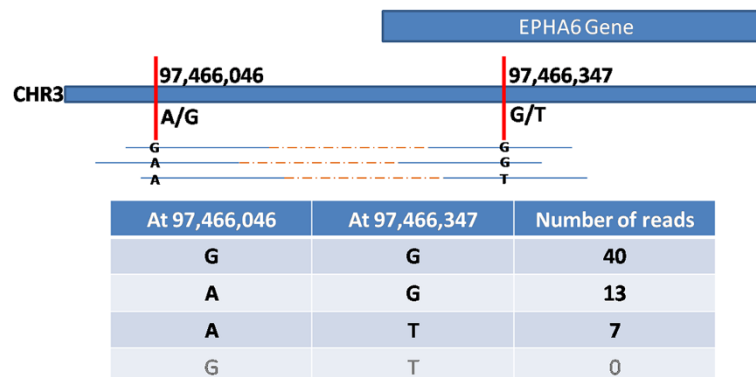 EPHA6 Gene
97,466,046 97,466,347
CHR3
A/G G/T
G G
A G
A T
At 97,466,046 At 97,466,347 Number of reads
G G 40
A G 13
A T 7
G T 0